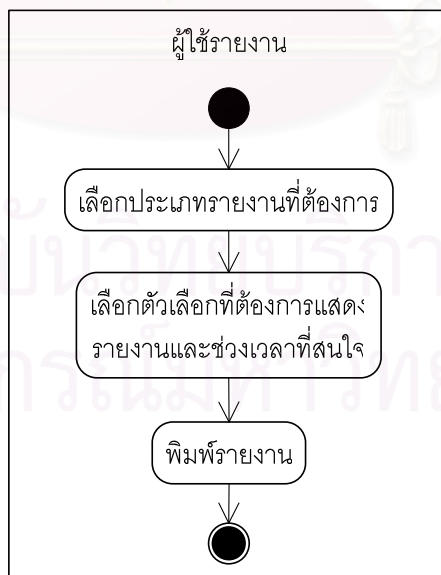 ผู้ใช้รายงาน
เลือกประเภทรายงานที่ต้องการ
เลือกตัวเลือกที่ต้องการแสดง
รายงานและช่วงเวลาที่สนใจ
พิมพ์รายงาน